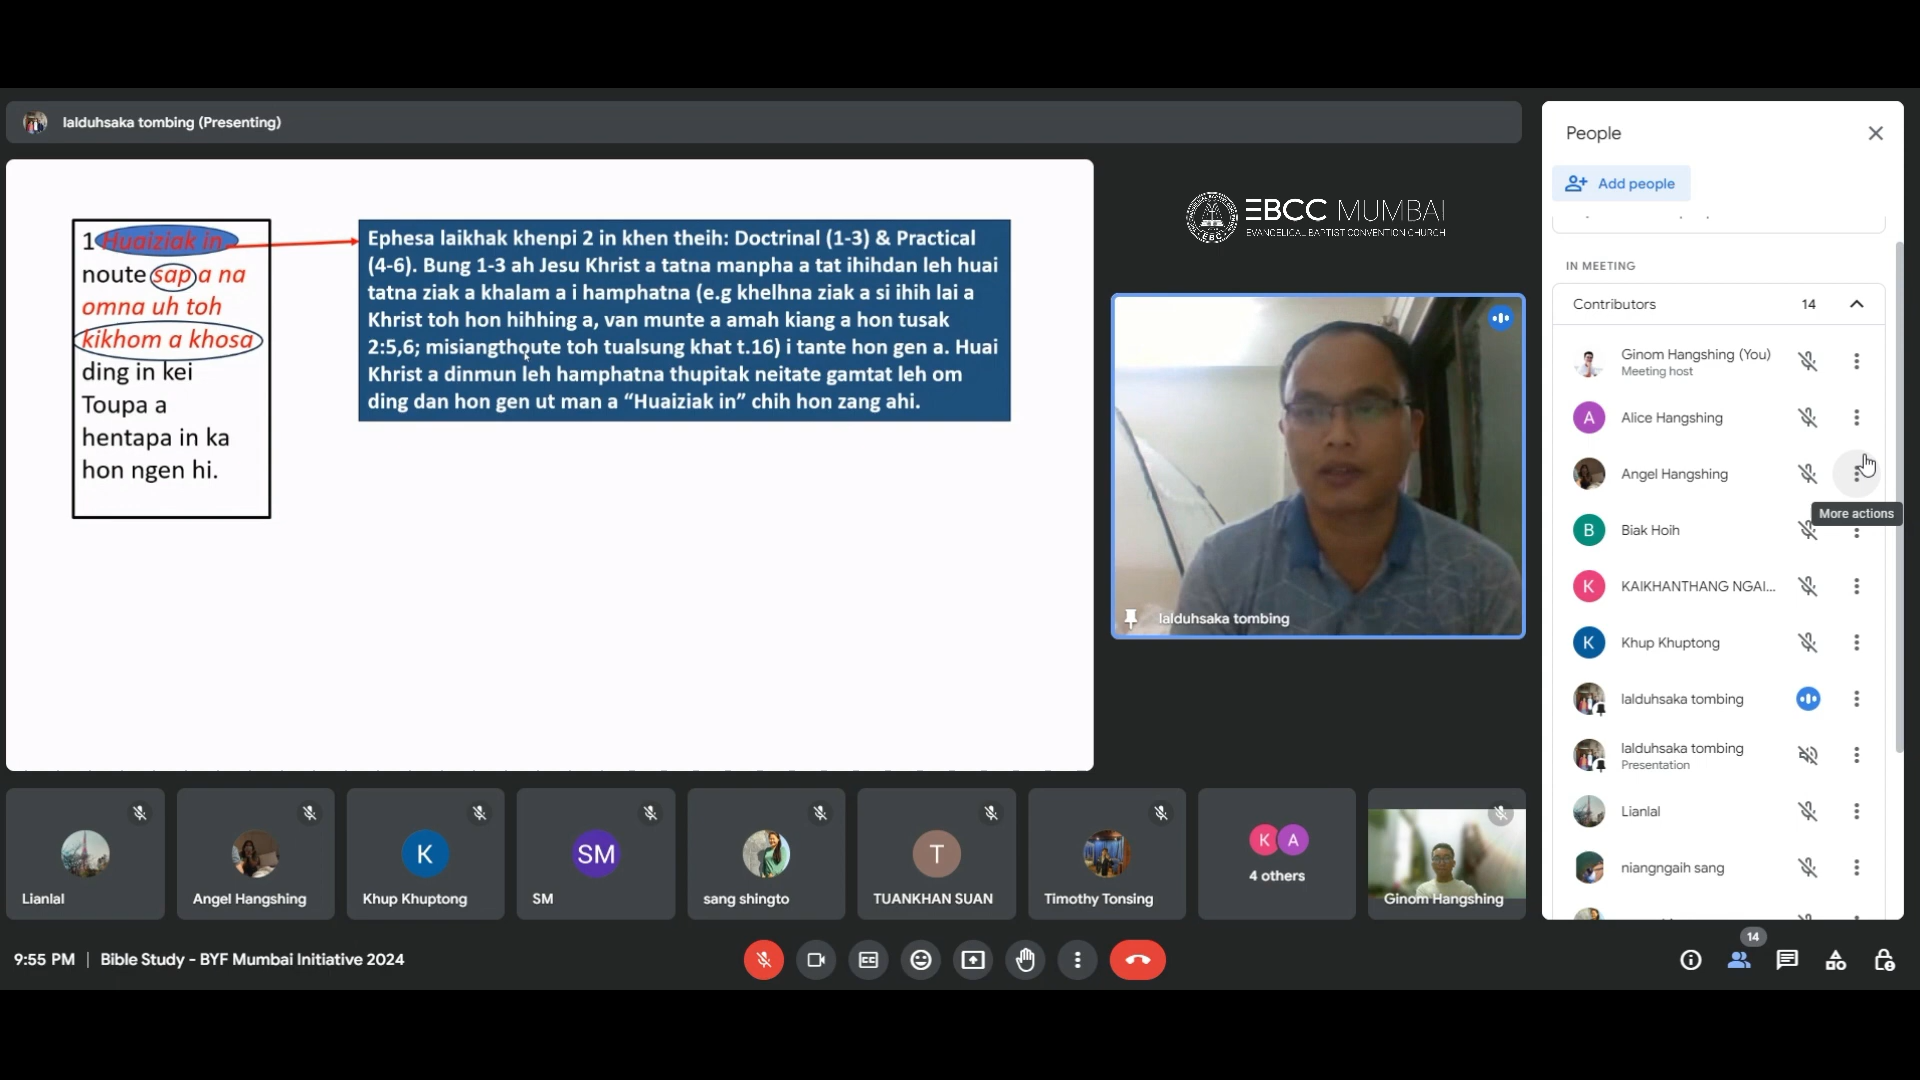 lalduhsaka tombing (Presenting)
1 Huaiziak in
noute sap a na
omna uh toh
kikhom a khosa
ding in kei
Toupa a
hentapa in ka
hon ngen hi.
Ephesa laikhak khenpi 2 in khen theih: Doctrinal (1-3) & Practical
(4-6). Bung 1-3 ah Jesu Khrist a tatna manpha a tat ihihdan leh huai
tatna ziak a khalam a i hamphatna (e.g khelhna ziak a si ihih lai a
Khrist toh hon hihhing a, van munte a amah kiang a hon tusak
2:5,6; misiangthoute toh tualsung khat t.16) i tante hon gen a. Huai
Khrist a dinmun leh hamphatna thupitak neitate gamtat leh om
ding dan hon gen ut man a “Huaiziak in” chih hon zang ahi.
EBCC MUMBAI
EVANGELICAL BAPTIST CONVENTION CHURCH
lalduhsaka tombing
People
Add people
IN MEETING
Contributors 14
Ginom Hangshing (You)
Meeting host
A Alice Hangshing
Angel Hangshing
More actions
B Biak Hoih
K KAIKHANTHANG NGAI...
K Khup Khuptong
lalduhsaka tombing
lalduhsaka tombing
Presentation
Lianlal
niangngaih sang
Lianlal
Angel Hangshing
K
Khup Khuptong
SM
SM
sang shingto
T
TUANKHAN SUAN
Timothy Tonsing
K A
4 others
Ginom Hangshing
9:55 PM | Bible Study - BYF Mumbai Initiative 2024
14